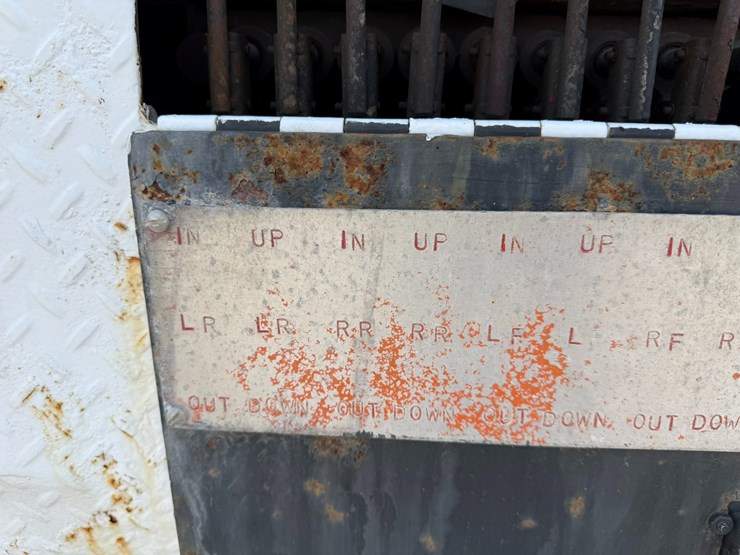 IN UP IN UP IN UP IN
LR LR RR RR LF L RF R
OUT DOWN OUT DOWN OUT DOWN OUT DOW